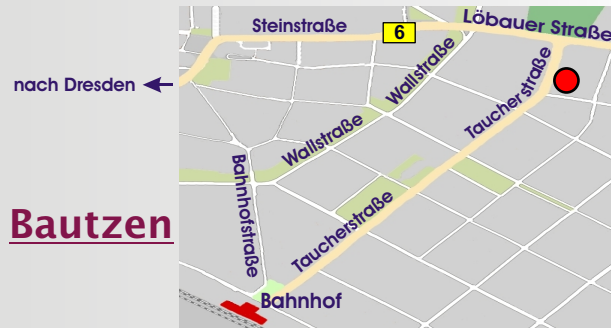 Steinstraße
6
Löbauer Straße
nach Dresden
Wallstraße
Taucherstraße
Wallstraße
Bahnhofstraße
Bautzen
Taucherstraße
Bahnhof